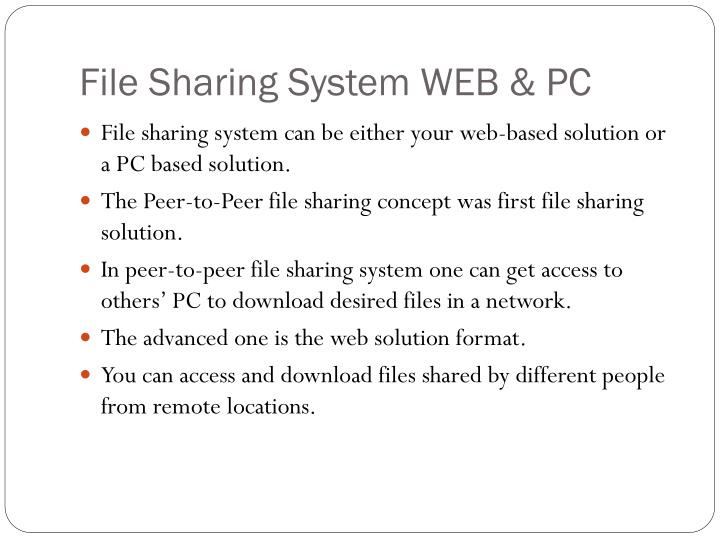 File Sharing System WEB & PC
• File sharing system can be either your web-based solution or
a PC based solution.
• The Peer-to-Peer file sharing concept was first file sharing
solution.
• In peer-to-peer file sharing system one can get access to
others’ PC to download desired files in a network.
• The advanced one is the web solution format.
• You can access and download files shared by different people
from remote locations.